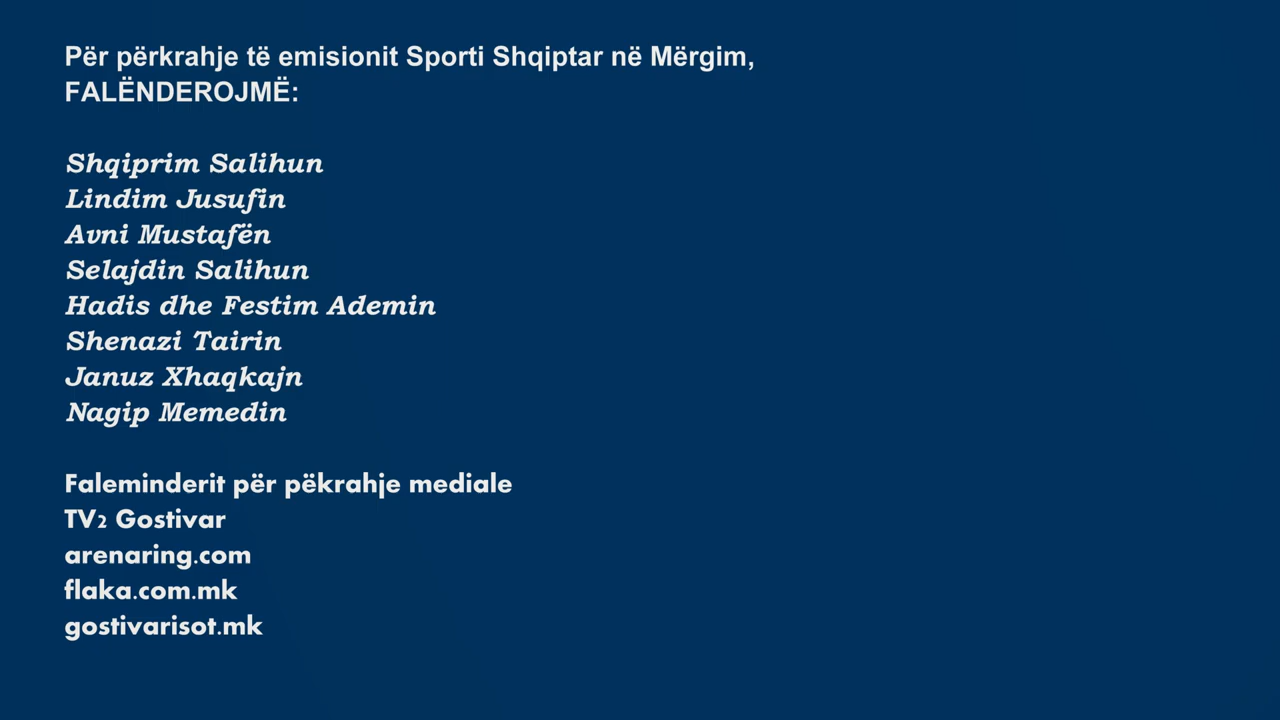 Për përkrahje të emisionit Sporti Shqiptar në Mërgim,
FALËNDEROJMË:
Shqiprim Salihun
Lindim Jusufin
Avni Mustafën
Selajdin Salihun
Hadis dhe Festim Ademin
Shenazi Tairin
Januz Xhaqkajn
Nagip Memedin
Faleminderit për pëkrahje mediale
TV2 Gostivar
arenaring.com
flaka.com.mk
gostivarisot.mk